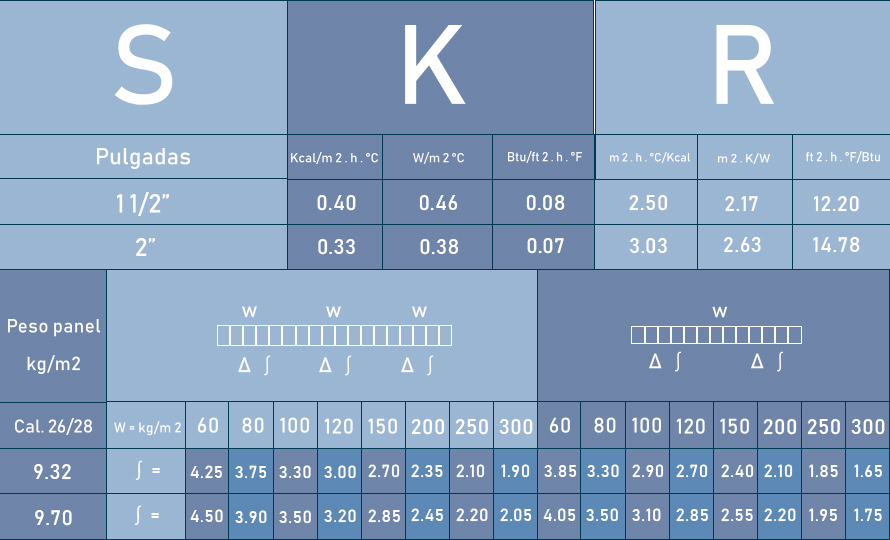 S K R
Pulgadas Kcal/m 2 . h . °C W/m 2 °C Btu/ft 2 . h . °F m 2 . h . °C/Kcal m 2 . K/W ft 2 . h . °F/Btu
1 1/2” 0.40 0.46 0.08 2.50 2.17 12.20
2” 0.33 0.38 0.07 3.03 2.63 14.78
Peso panel
kg/m2
W W W
Δ ∫ Δ ∫ Δ ∫
W
Δ ∫ Δ ∫
Cal. 26/28 W = kg/m 2 60 80 100 120 150 200 250 300 60 80 100 120 150 200 250 300
9.32 ∫ = 4.25 3.75 3.30 3.00 2.70 2.35 2.10 1.90 3.85 3.30 2.90 2.70 2.40 2.10 1.85 1.65
9.70 ∫ = 4.50 3.90 3.50 3.20 2.85 2.45 2.20 2.05 4.05 3.50 3.10 2.85 2.55 2.20 1.95 1.75